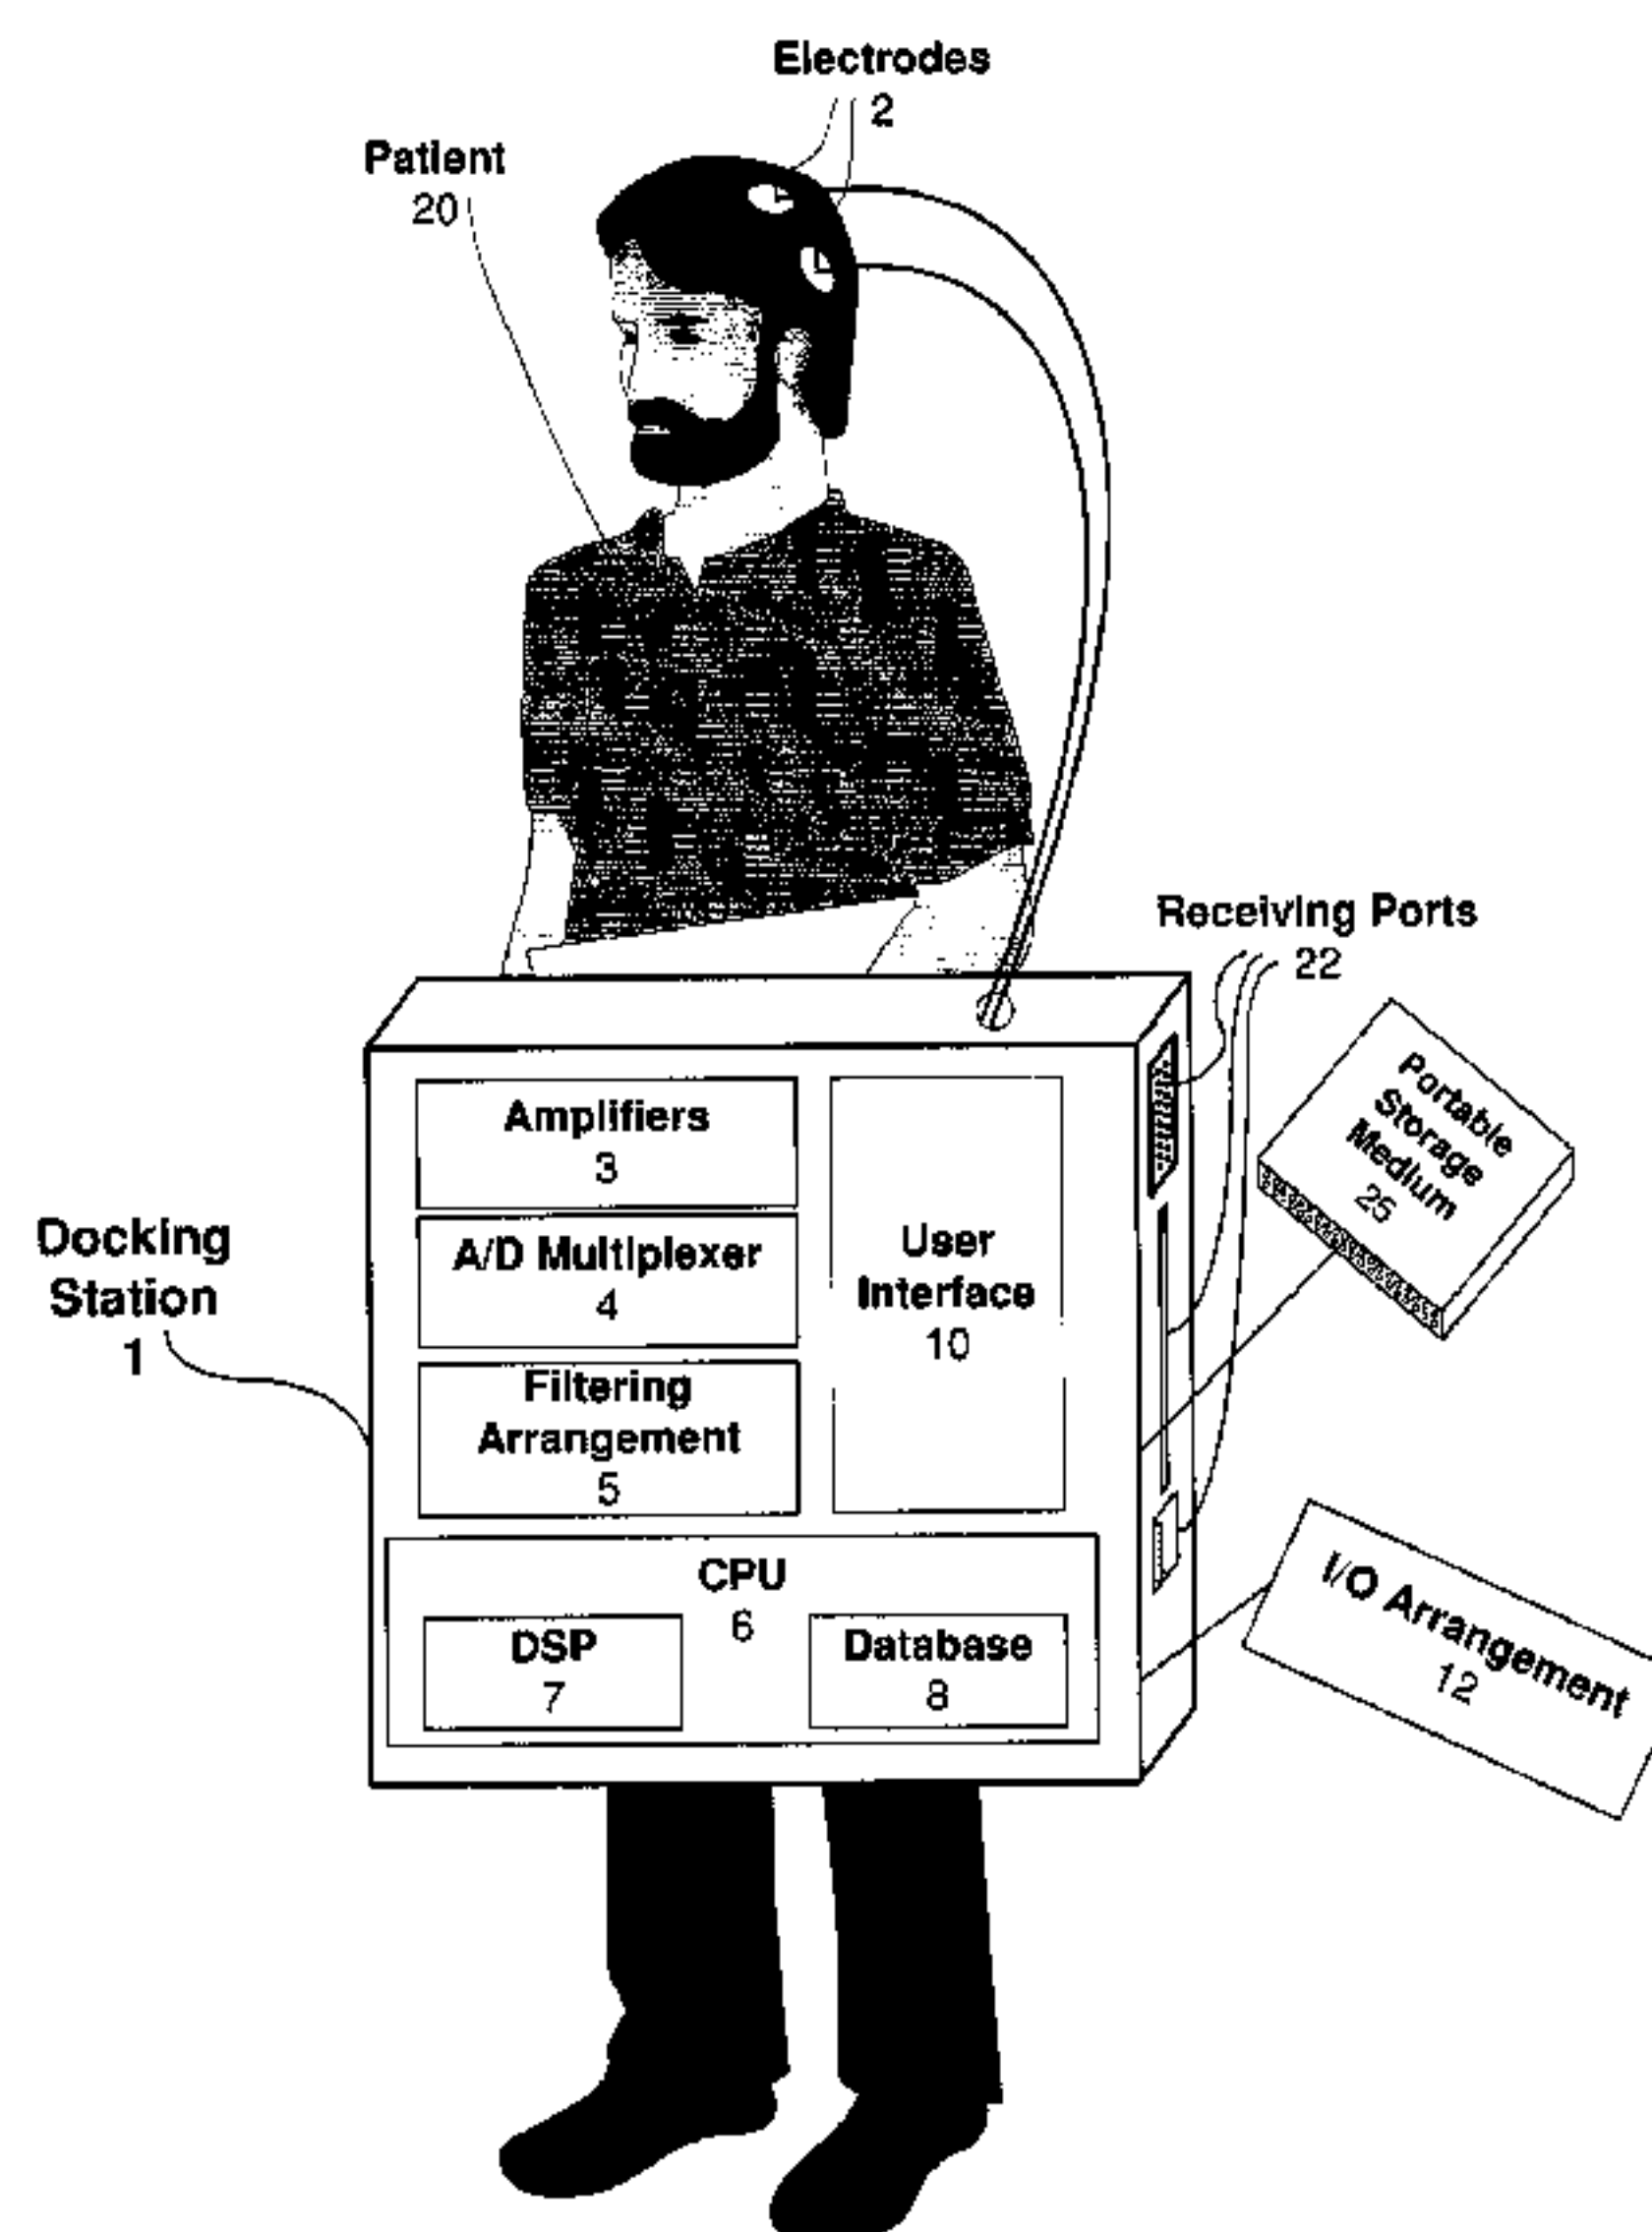 Electrodes
2
Patient
20
Receiving Ports
22
Portable
Storage
Medium
25
Docking
Station
1
Amplifiers
3
A/D Multiplexer
4
Filtering
Arrangement
5
User
Interface
10
CPU
6
DSP
7
Database
8
I/O Arrangement
12